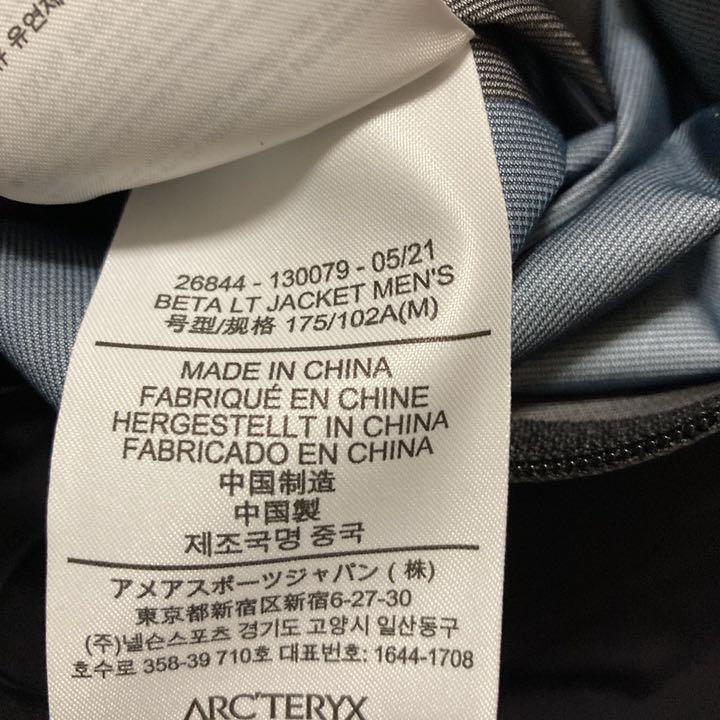 유연제
26844 - 130079 - 05/21
BETA LT JACKET MEN'S
号型/规格 175/102A(M)
MADE IN CHINA
FABRIQUÉ EN CHINE
HERGESTELLT IN CHINA
FABRICADO EN CHINA
中国制造
中国製
제조국명 중국
アメアスポーツジャパン ( 株)
東京都新宿区新宿6-27-30
(주)넬슨스포츠 경기도 고양시 일산동구
호수로 358-39 710호 대표번호: 1644-1708
ARC'TERYX